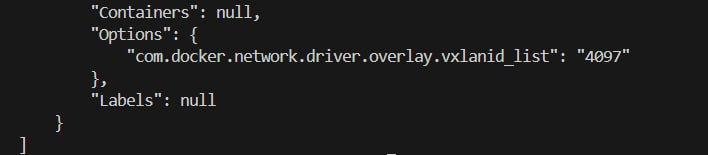 "Containers": null,
"Options": {
"com.docker.network.driver.overlay.vxlanid_list": "4097"
},
"Labels": null
}
]